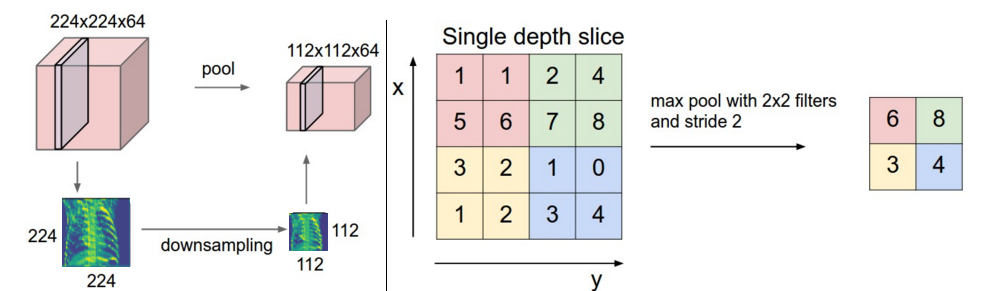 224x224x64
pool
112x112x64
224
224
downsampling
112
112
Single depth slice
x
1 1 2 4
5 6 7 8
3 2 1 0
1 2 3 4
y
max pool with 2x2 filters
and stride 2
6 8
3 4